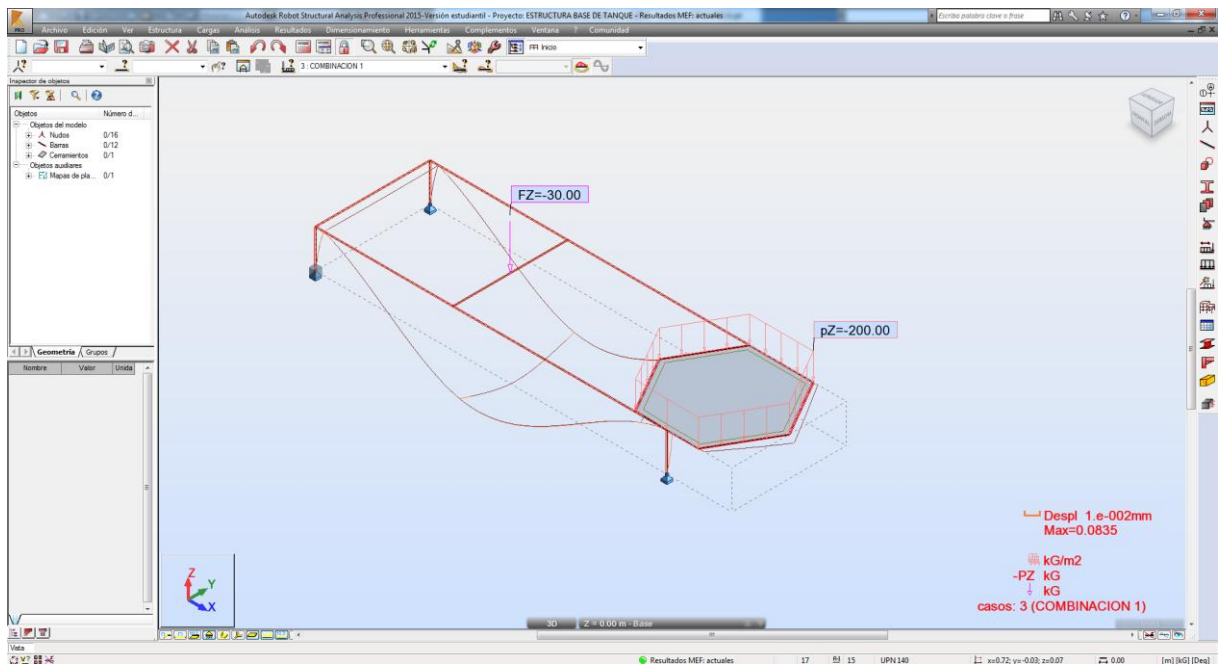 Autodesk Robot Structural Analysis Professional 2015-Versión estudiantil - Proyecto: ESTRUCTURA BASE DE TANQUE - Resultados MEF: actuales
Escriba palabra clave o frase
PRO
Archivo Edición Ver Estructura Cargas Análisis Resultados Dimensionamiento Herramientas Complementos Ventana ? Comunidad
Inicio
3 : COMBINACION 1
Inspector de objetos
Objetos Número d...
Objetos del modelo
Nudos 0/16
Barras 0/12
Cerramientos 0/1
Objetos auxiliares
Mapas de pla... 0/1
Geometría Grupos
Nombre Valor Unida
FZ=-30.00
pZ=-200.00
Despl 1.e-002mm
Max=0.0835
kG/m2
-PZ kG
kG
casos: 3 (COMBINACION 1)
Z
Y
X
3D Z = 0.00 m - Base
Vista
Resultados MEF: actuales 17 15 UPN 140 x=0.72; y=-0.03; z=0.07 0.00 [m] [kG] [Deg]